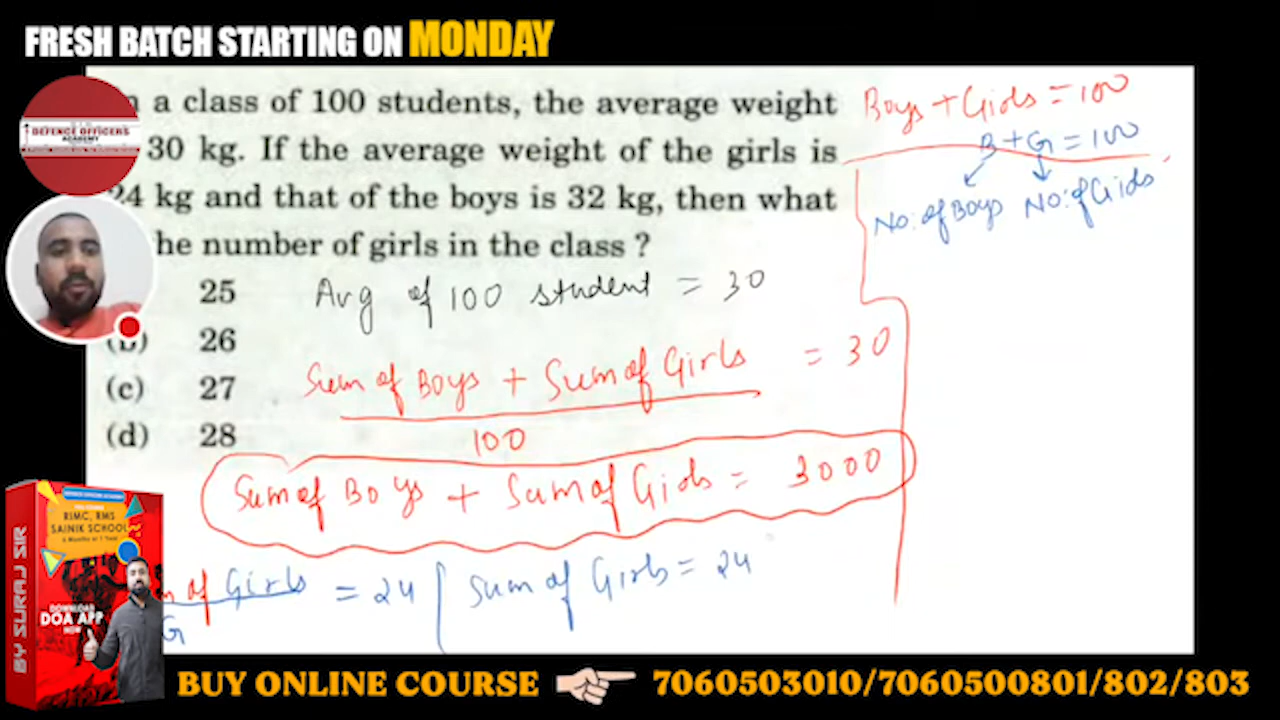 FRESH BATCH STARTING ON MONDAY
a class of 100 students, the average weight
30 kg. If the average weight of the girls is
24 kg and that of the boys is 32 kg, then what
he number of girls in the class ?
25
26
(c) 27
(d) 28
Boys + Girls = 100
B + G = 100
No: of Boys No: of Girls
Avg of 100 student = 30
Sum of Boys + Sum of Girls = 30
100
Sum of Boys + Sum of Girls = 3000
of Girls = 24
G
Sum of Girls = 24
DEFENCE OFFICERS
ACADEMY
RIMC, RMS
SAINIK SCHOOL
DOWNLOAD
DOA APP
NOW
BY SURAJ SIR
BUY ONLINE COURSE 7060503010/7060500801/802/803